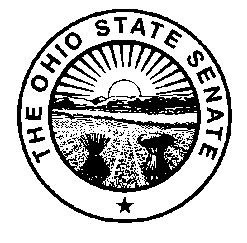 THE OHIO STATE SENATE